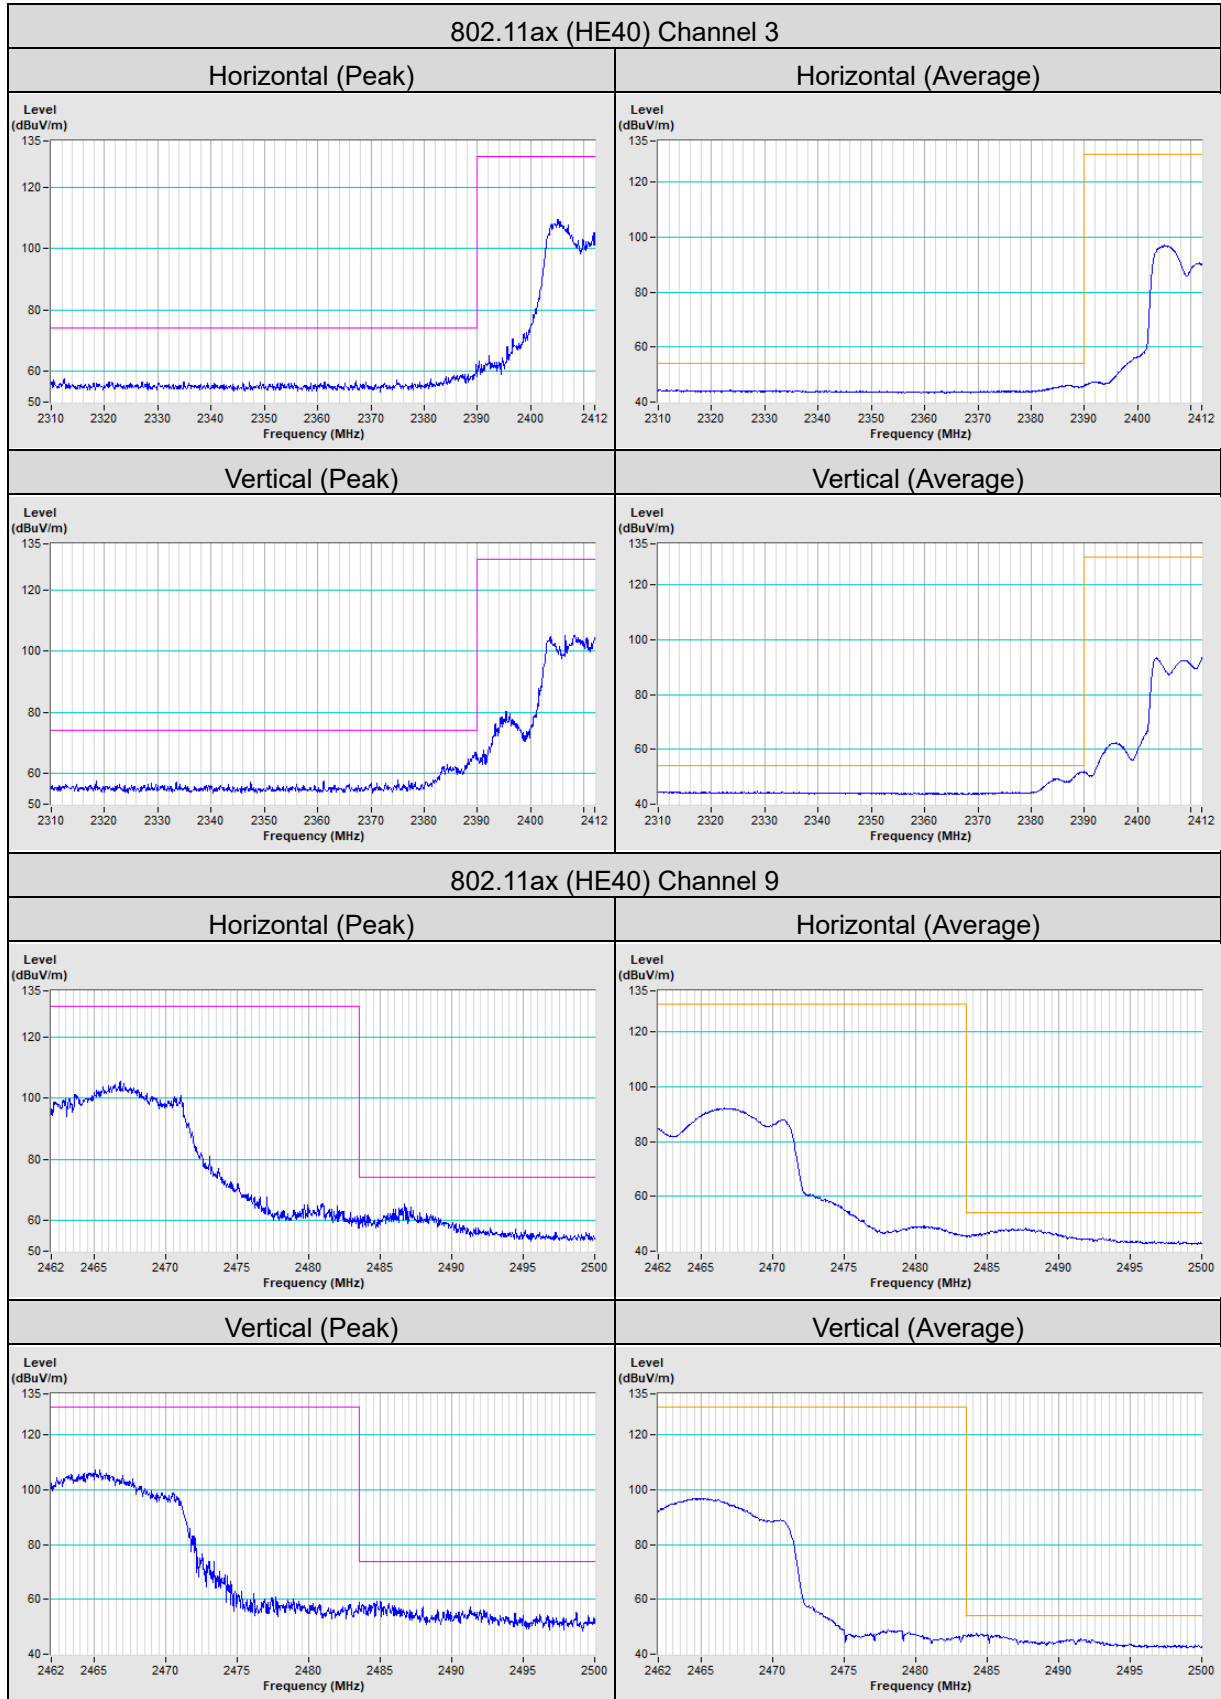 802.11ax (HE40) Channel 3
Horizontal (Peak) Horizontal (Average)
Level Level
(dBuV/m) (dBuV/m)
135 135
120 120
100 100
80 80
60 60
50 40
2310 2320 2330 2340 2350 2360 2370 2380 2390 2400 2412 2310 2320 2330 2340 2350 2360 2370 2380 2390 2400 2412
Frequency (MHz) Frequency (MHz)
Vertical (Peak) Vertical (Average)
Level Level
(dBuV/m) (dBuV/m)
135 135
120 120
100 100
80 80
60 60
50 40
2310 2320 2330 2340 2350 2360 2370 2380 2390 2400 2412 2310 2320 2330 2340 2350 2360 2370 2380 2390 2400 2412
Frequency (MHz) Frequency (MHz)
802.11ax (HE40) Channel 9
Horizontal (Peak) Horizontal (Average)
Level Level
(dBuV/m) (dBuV/m)
135 135
120 120
100 100
80 80
60 60
50 40
2462 2465 2470 2475 2480 2485 2490 2495 2500 2462 2465 2470 2475 2480 2485 2490 2495 2500
Frequency (MHz) Frequency (MHz)
Vertical (Peak) Vertical (Average)
Level Level
(dBuV/m) (dBuV/m)
135 135
120 120
100 100
80 80
60 60
40 40
2462 2465 2470 2475 2480 2485 2490 2495 2500 2462 2465 2470 2475 2480 2485 2490 2495 2500
Frequency (MHz) Frequency (MHz)